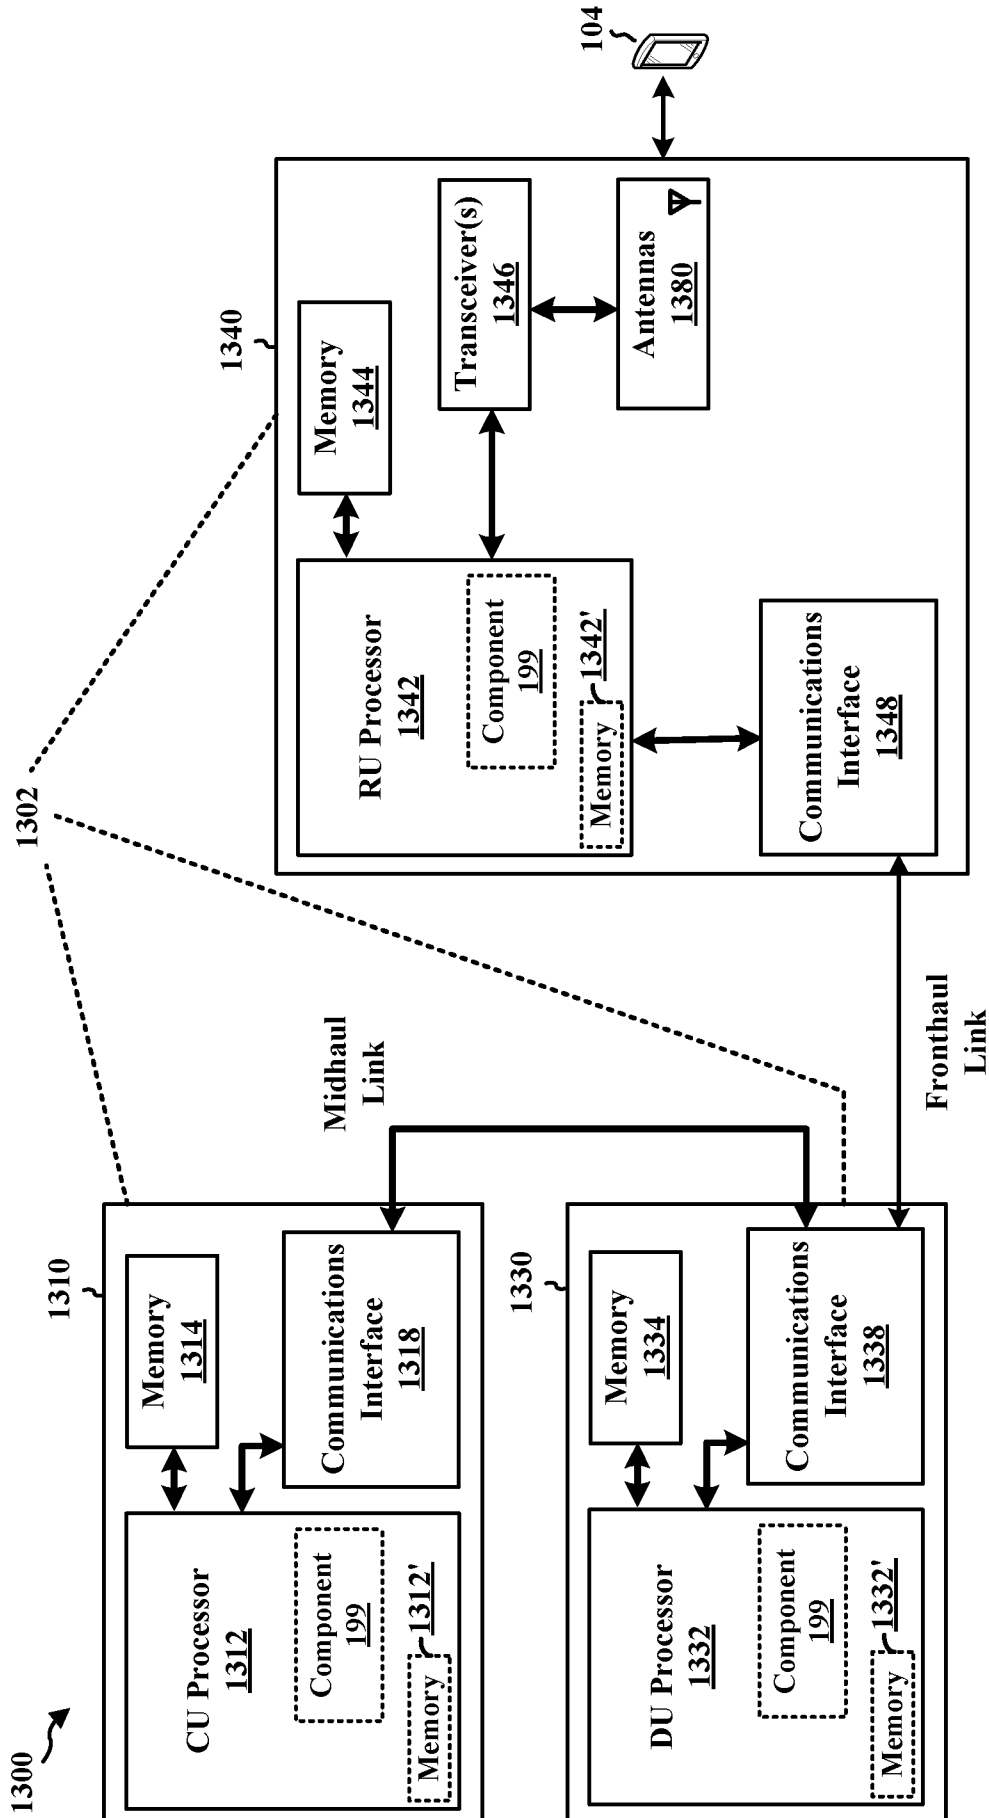 1300
1302
1310
CU Processor
1312
Component
199
Memory
1312'
Memory
1314
Communications
Interface
1318
Midhaul
Link
1330
DU Processor
1332
Component
199
Memory
1332'
Memory
1334
Communications
Interface
1338
Fronthaul
Link
1340
RU Processor
1342
Component
199
Memory
1342'
Memory
1344
Transceiver(s)
1346
Antennas
1380
Communications
Interface
1348
104